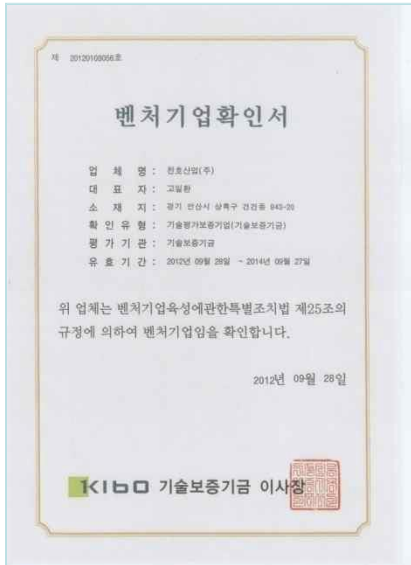 제 20120108056호
벤처기업확인서
업 체 명 : 천호산업(주)
대 표 자 : 고일환
소 재 지 : 경기 안산시 상록구 건건동 943-20
확 인 유 형 : 기술평가보증기업(기술보증기금)
평 가 기 관 : 기술보증기금
유 효 기 간 : 2012년 09월 28일 ~ 2014년 09월 27일
위 업체는 벤처기업육성에관한특별조치법 제25조의
규정에 의하여 벤처기업임을 확인합니다.
2012년 09월 28일
KIBO 기술보증기금 이사장